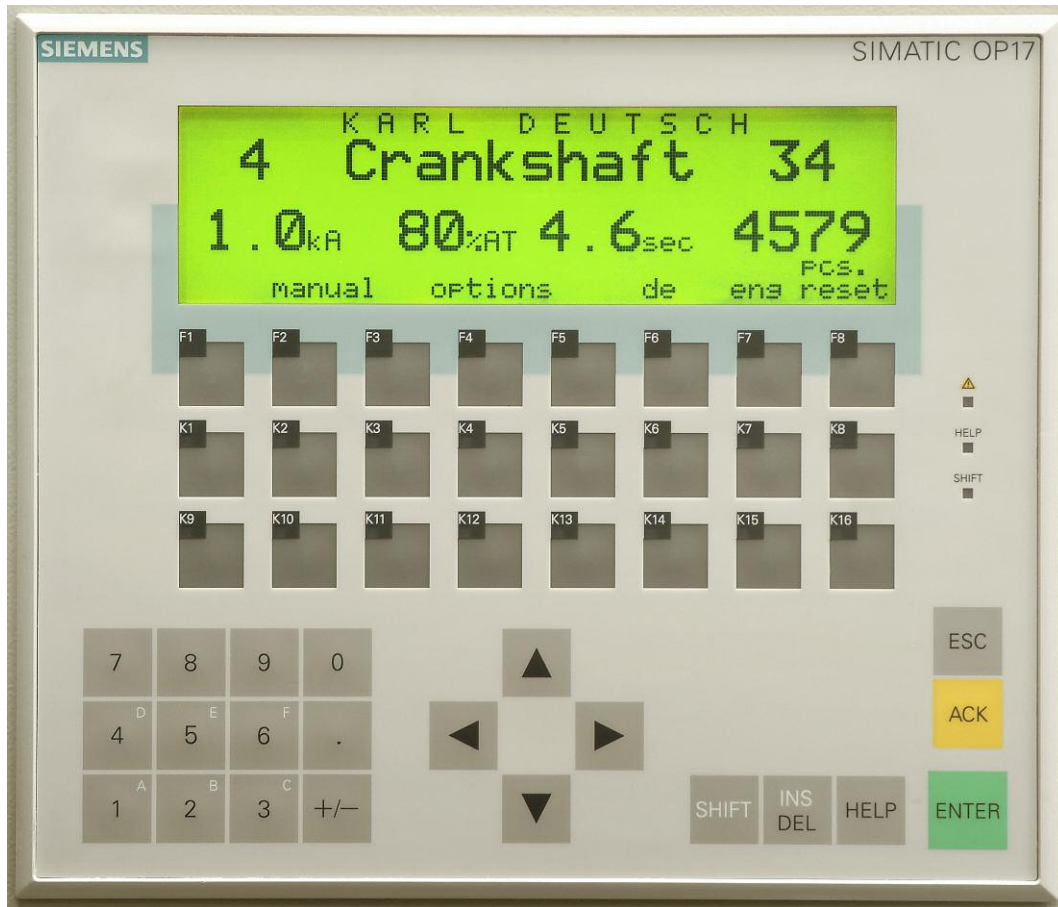 SIEMENS
SIMATIC OP17
KARL DEUTSCH
4 Crankshaft 34
1.0kA 80%AT 4.6sec 4579
pcs.
manual options de eng reset
F1 F2 F3 F4 F5 F6 F7 F8
K1 K2 K3 K4 K5 K6 K7 K8
HELP
SHIFT
K9 K10 K11 K12 K13 K14 K15 K16
7 8 9 0
ESC
4 D 5 E 6 F .
ACK
1 A 2 B 3 C +/−
SHIFT INS DEL HELP ENTER